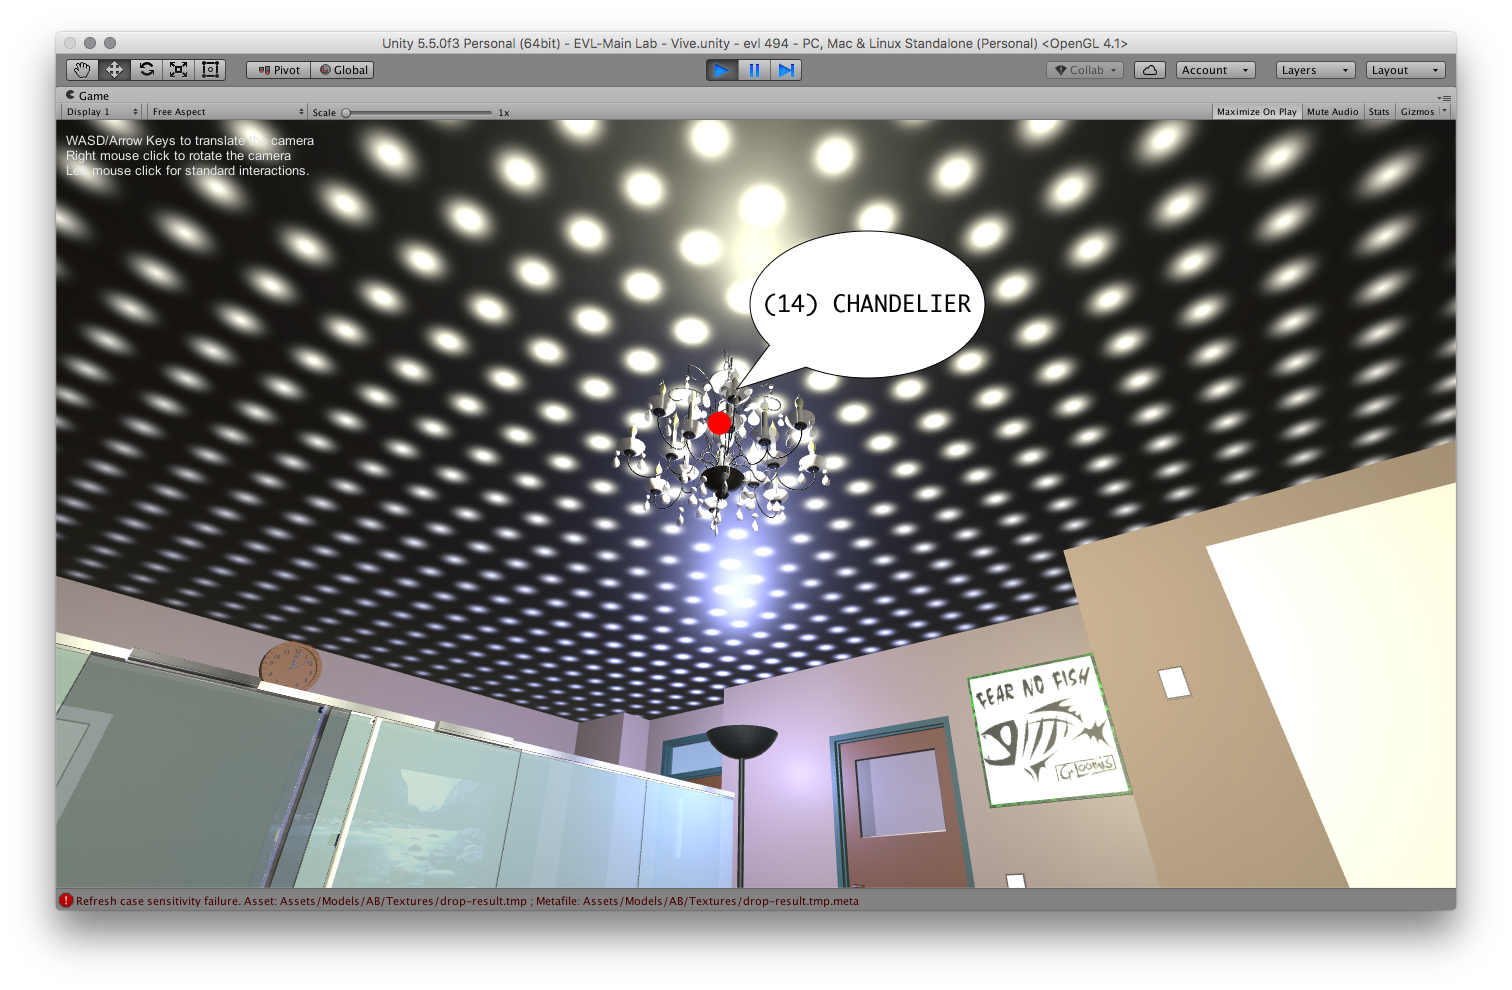 Unity 5.5.0f3 Personal (64bit) - EVL-Main Lab - Vive.unity - evl 494 - PC, Mac & Linux Standalone (Personal) <OpenGL 4.1>
Pivot Global Collab Account Layers Layout
Game
Display 1 Free Aspect Scale 1x Maximize On Play Mute Audio Stats Gizmos
WASD/Arrow Keys to translate the camera
Right mouse click to rotate the camera
Left mouse click for standard interactions.
(14) CHANDELIER
FEAR NO FISH
G.Loomis
Refresh case sensitivity failure. Asset: Assets/Models/AB/Textures/drop-result.tmp ; Metafile: Assets/Models/AB/Textures/drop-result.tmp.meta